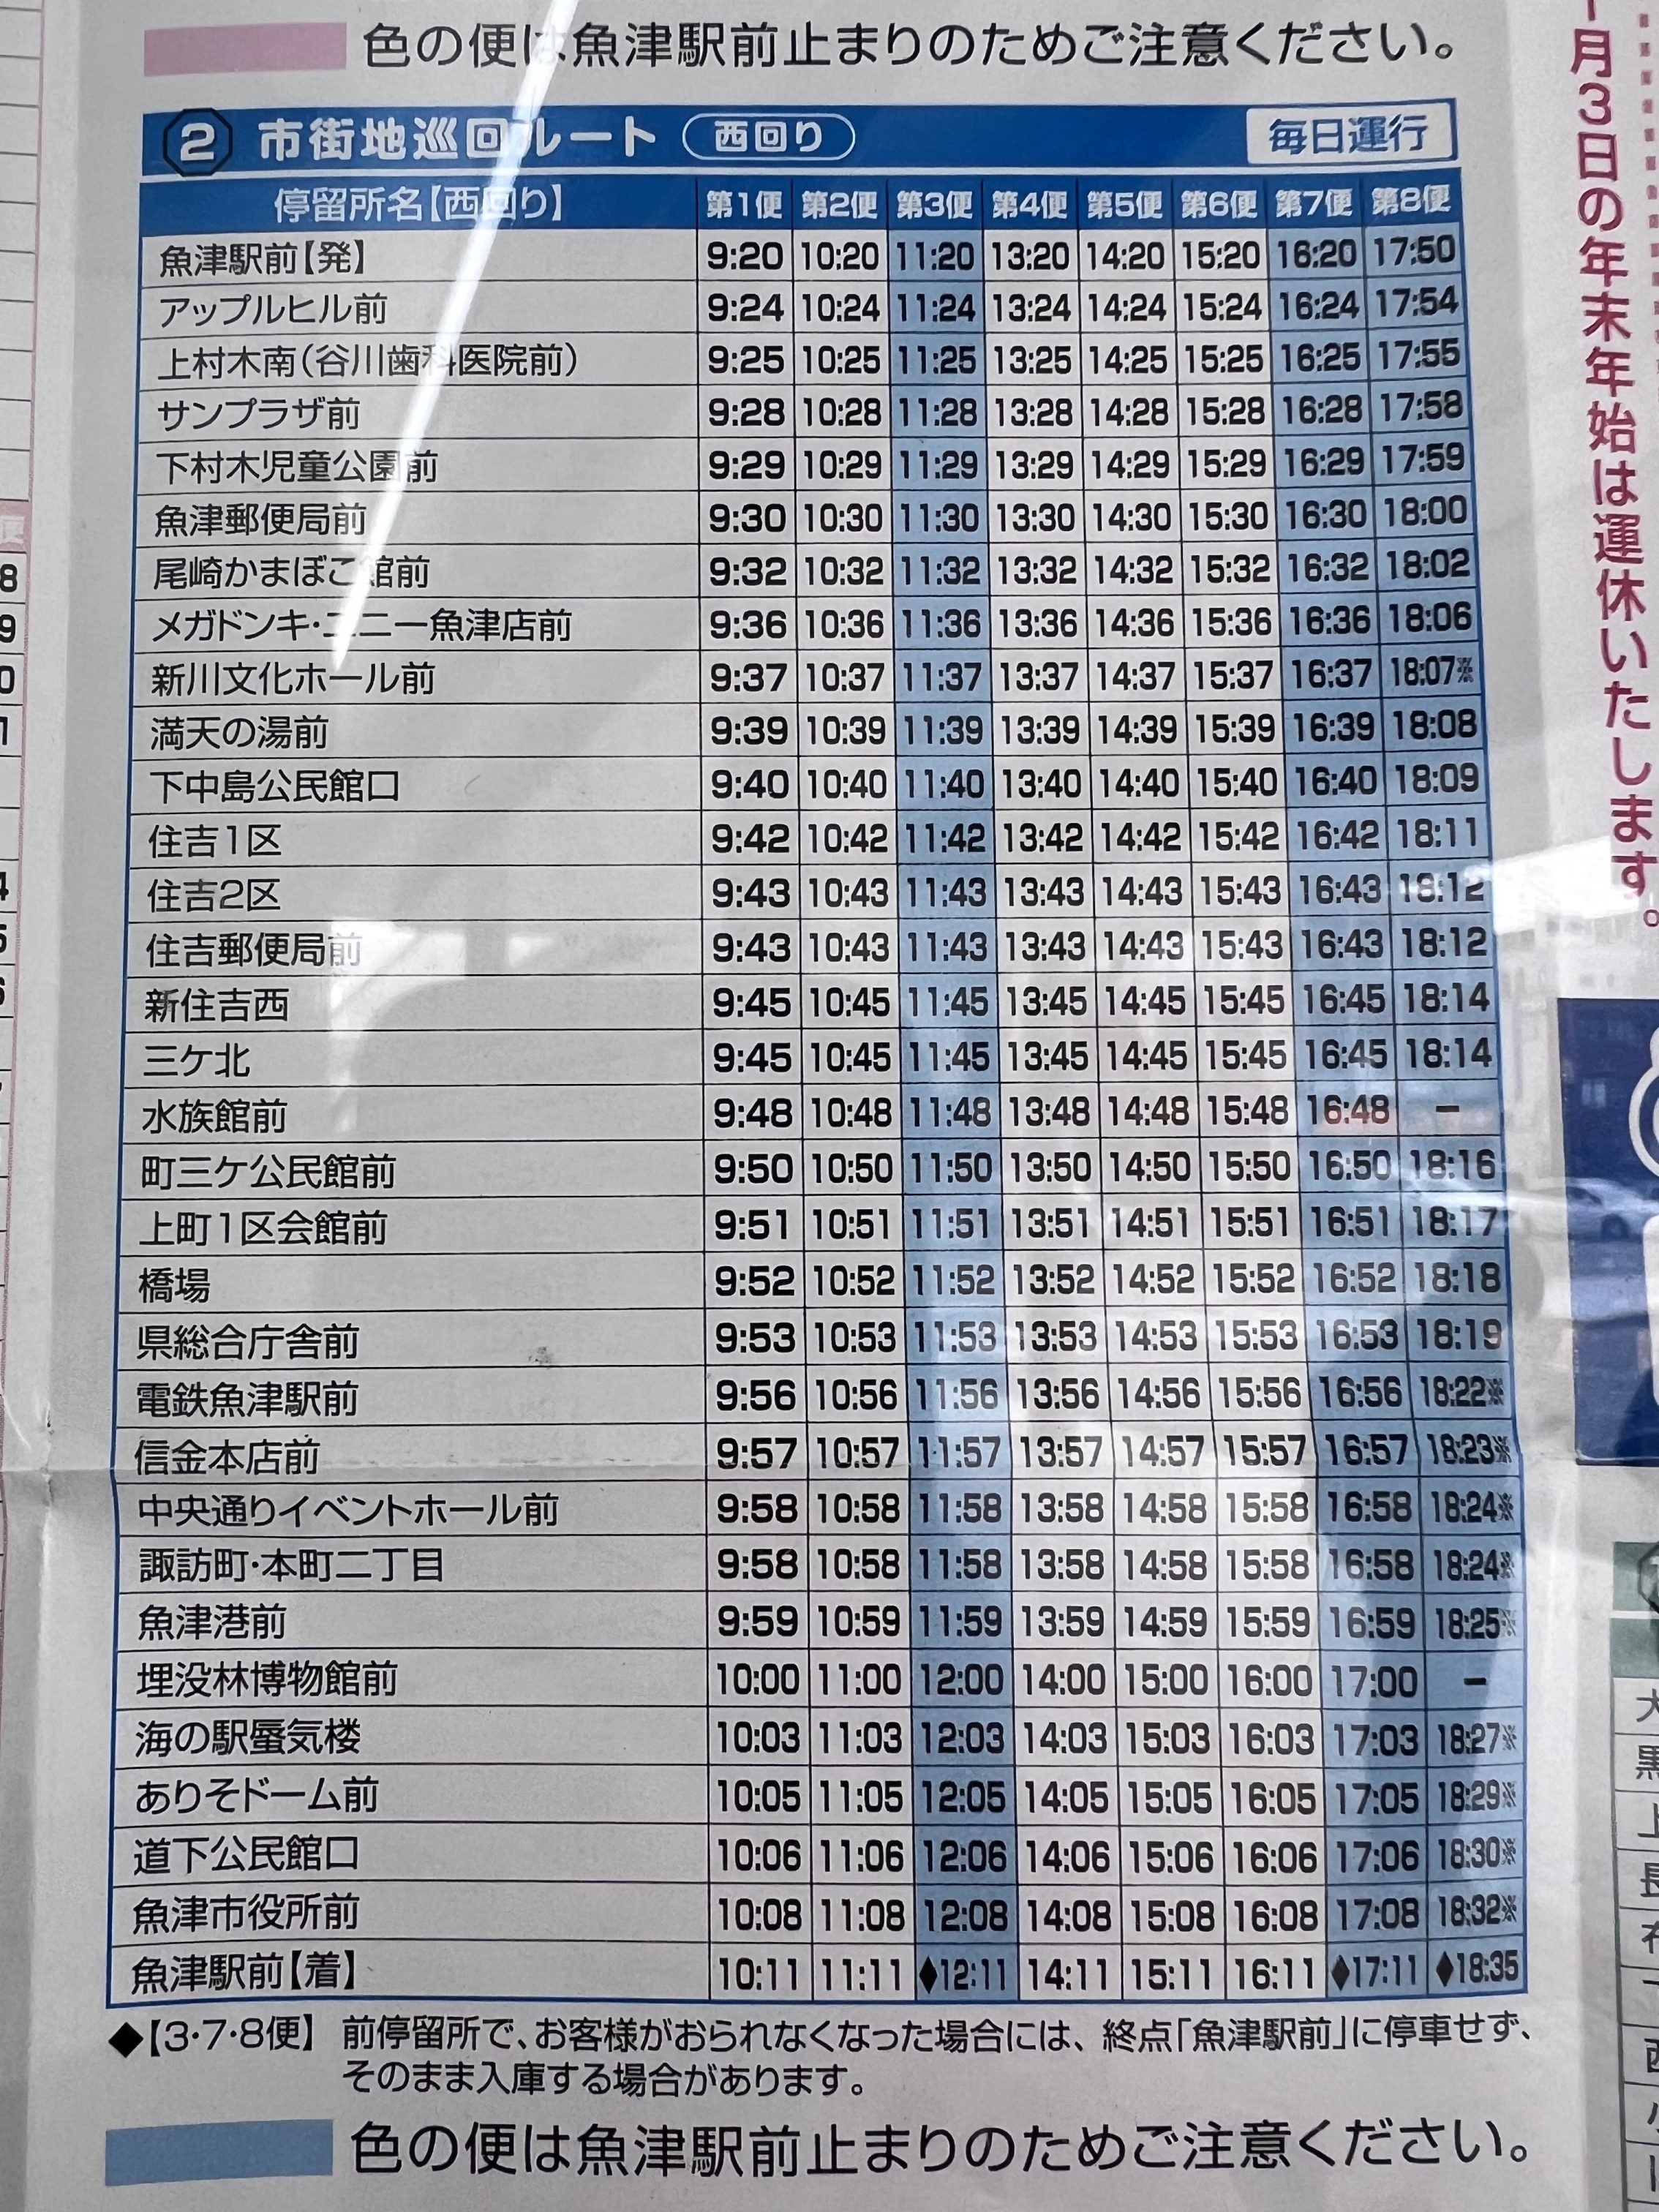 色の便は魚津駅前止まりのためご注意ください。
② 市街地巡回ルート 西回り 毎日運行
停留所名【西回り】 第1便 第2便 第3便 第4便 第5便 第6便 第7便 第8便
魚津駅前【発】 9:20 10:20 11:20 13:20 14:20 15:20 16:20 17:50
アップルヒル前 9:24 10:24 11:24 13:24 14:24 15:24 16:24 17:54
上村木南(谷川歯科医院前) 9:25 10:25 11:25 13:25 14:25 15:25 16:25 17:55
サンプラザ前 9:28 10:28 11:28 13:28 14:28 15:28 16:28 17:58
下村木児童公園前 9:29 10:29 11:29 13:29 14:29 15:29 16:29 17:59
魚津郵便局前 9:30 10:30 11:30 13:30 14:30 15:30 16:30 18:00
尾崎かまぼこ館前 9:32 10:32 11:32 13:32 14:32 15:32 16:32 18:02
メガドンキ・ユニー魚津店前 9:36 10:36 11:36 13:36 14:36 15:36 16:36 18:06
新川文化ホール前 9:37 10:37 11:37 13:37 14:37 15:37 16:37 18:07※
満天の湯前 9:39 10:39 11:39 13:39 14:39 15:39 16:39 18:08
下中島公民館口 9:40 10:40 11:40 13:40 14:40 15:40 16:40 18:09
住吉1区 9:42 10:42 11:42 13:42 14:42 15:42 16:42 18:11
住吉2区 9:43 10:43 11:43 13:43 14:43 15:43 16:43 18:12
住吉郵便局前 9:43 10:43 11:43 13:43 14:43 15:43 16:43 18:12
新住吉西 9:45 10:45 11:45 13:45 14:45 15:45 16:45 18:14
三ケ北 9:45 10:45 11:45 13:45 14:45 15:45 16:45 18:14
水族館前 9:48 10:48 11:48 13:48 14:48 15:48 16:48 −
町三ケ公民館前 9:50 10:50 11:50 13:50 14:50 15:50 16:50 18:16
上町1区会館前 9:51 10:51 11:51 13:51 14:51 15:51 16:51 18:17
橋場 9:52 10:52 11:52 13:52 14:52 15:52 16:52 18:18
県総合庁舎前 9:53 10:53 11:53 13:53 14:53 15:53 16:53 18:19
電鉄魚津駅前 9:56 10:56 11:56 13:56 14:56 15:56 16:56 18:22※
信金本店前 9:57 10:57 11:57 13:57 14:57 15:57 16:57 18:23※
中央通りイベントホール前 9:58 10:58 11:58 13:58 14:58 15:58 16:58 18:24※
諏訪町・本町二丁目 9:58 10:58 11:58 13:58 14:58 15:58 16:58 18:24※
魚津港前 9:59 10:59 11:59 13:59 14:59 15:59 16:59 18:25※
埋没林博物館前 10:00 11:00 12:00 14:00 15:00 16:00 17:00 −
海の駅蜃気楼 10:03 11:03 12:03 14:03 15:03 16:03 17:03 18:27※
ありそドーム前 10:05 11:05 12:05 14:05 15:05 16:05 17:05 18:29※
道下公民館口 10:06 11:06 12:06 14:06 15:06 16:06 17:06 18:30※
魚津市役所前 10:08 11:08 12:08 14:08 15:08 16:08 17:08 18:32※
魚津駅前【着】 10:11 11:11 ◆12:11 14:11 15:11 16:11 ◆17:11 ◆18:35
◆【3・7・8便】 前停留所で、お客様がおられなくなった場合には、終点「魚津駅前」に停車せず、
そのまま入庫する場合があります。
色の便は魚津駅前止まりのためご注意ください。
月3日の年末年始は運休いたします。